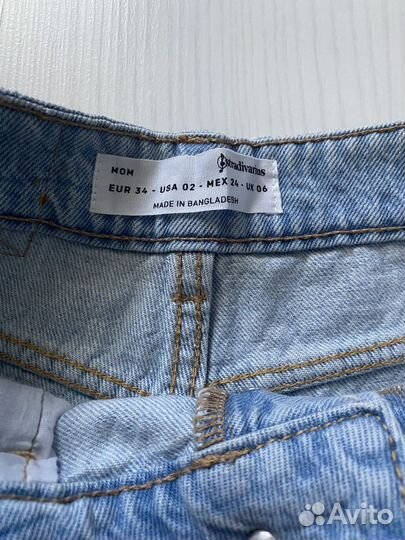 MOM
stradivarius
EUR 34 - USA 02 - MEX 24 - UK 06
MADE IN BANGLADESH
Avito